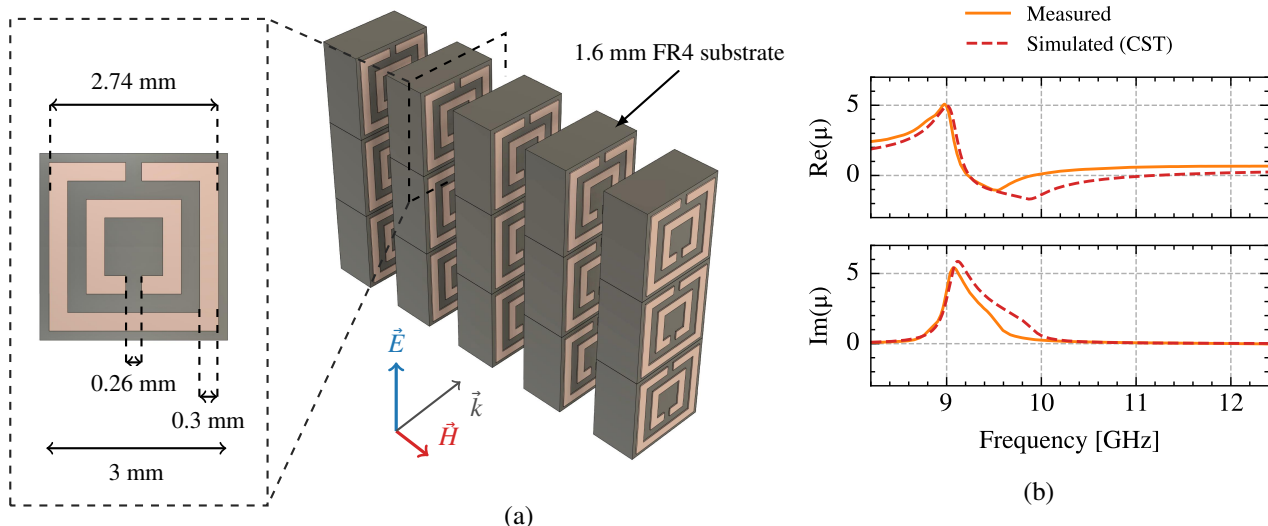 2.74 mm
0.26 mm
0.3 mm
3 mm
1.6 mm FR4 substrate
E⃗
k⃗
H⃗
(a)
Measured
Simulated (CST)
Re(μ)
5
0
Im(μ)
5
0
9 10 11 12
Frequency [GHz]
(b)